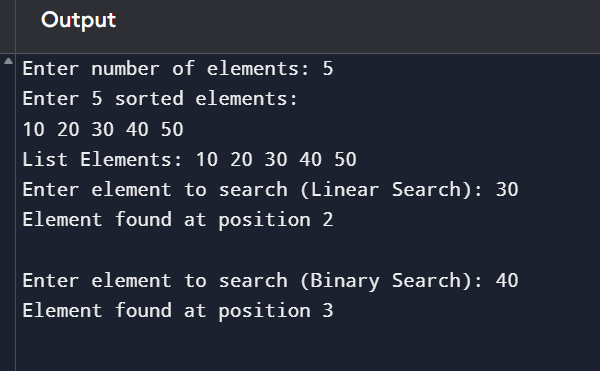 Output
Enter number of elements: 5
Enter 5 sorted elements:
10 20 30 40 50
List Elements: 10 20 30 40 50
Enter element to search (Linear Search): 30
Element found at position 2
Enter element to search (Binary Search): 40
Element found at position 3